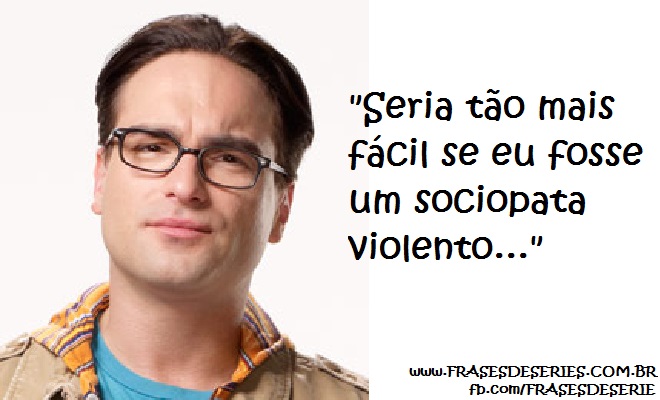 "Seria tão mais
fácil se eu fosse
um sociopata
violento..."
www.FRASESDESERIES.COM.BR
fb.com/FRASESDESERIE